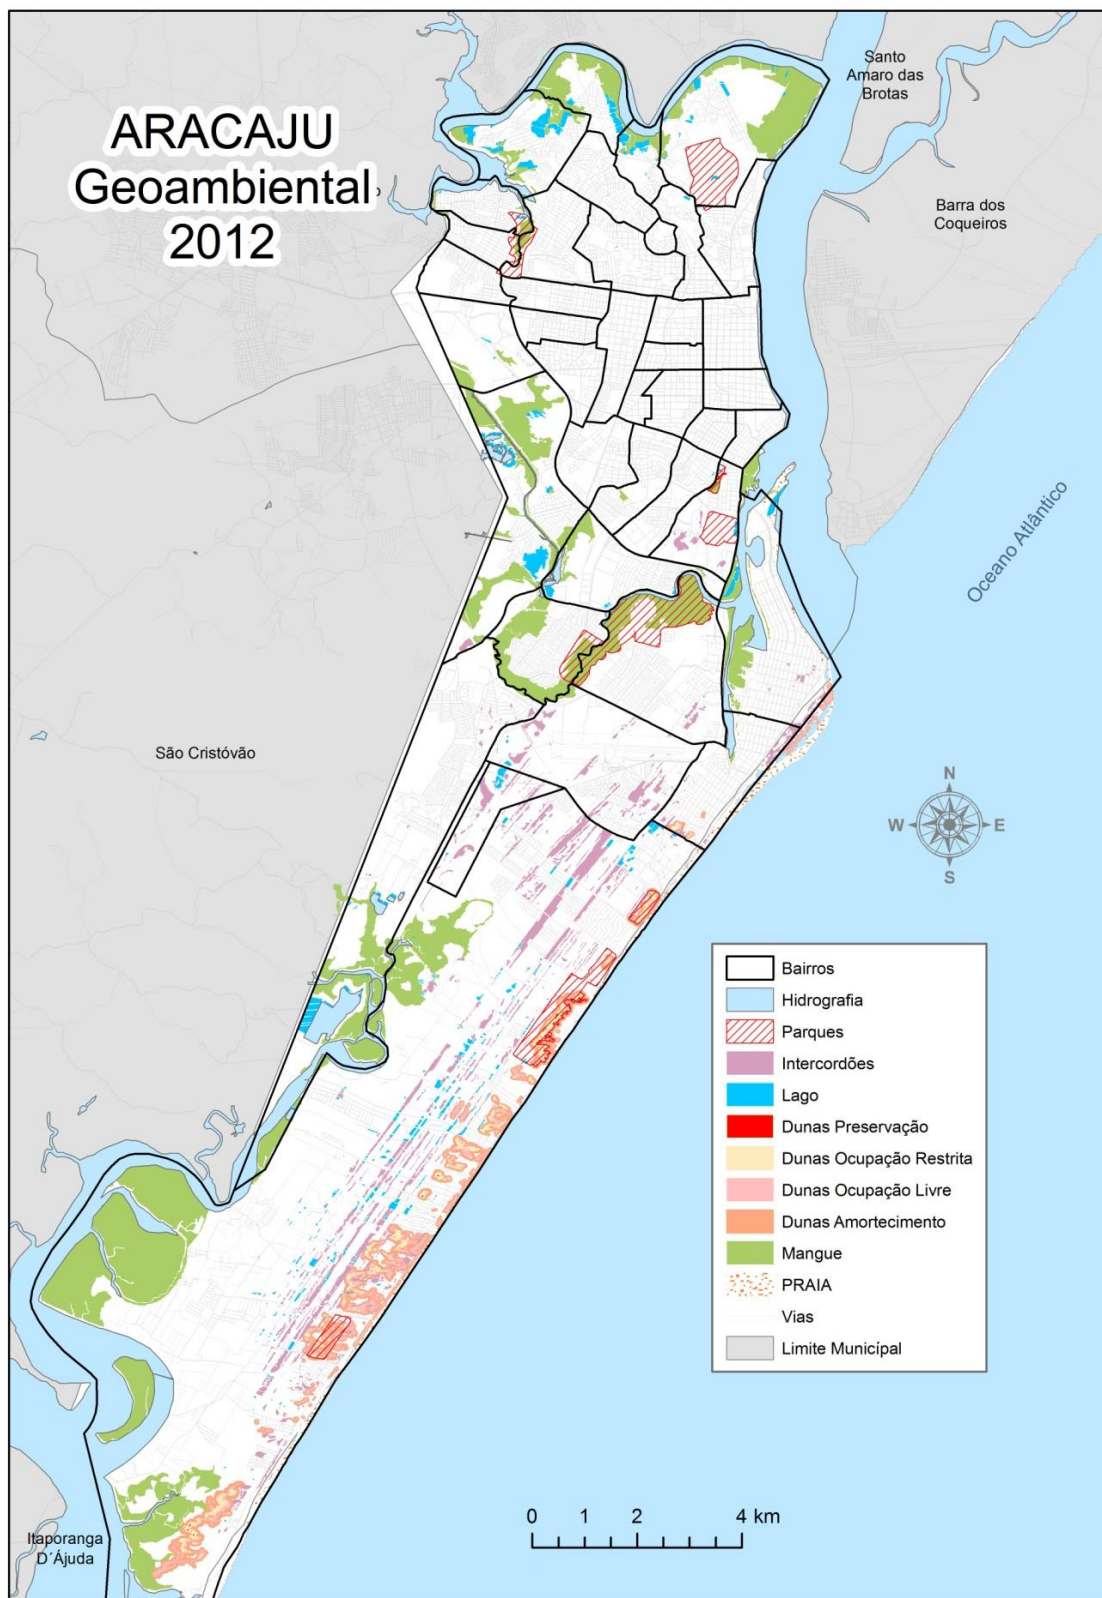 ARACAJU
Geoambiental
2012
Santo
Amaro das
Brotas
Barra dos
Coqueiros
Oceano Atlântico
São Cristóvão
N
W
E
S
Bairros
Hidrografia
Parques
Intercordões
Lago
Dunas Preservação
Dunas Ocupação Restrita
Dunas Ocupação Livre
Dunas Amortecimento
Mangue
PRAIA
Vias
Limite Municípal
0 1 2 4 km
Itaporanga
D´Ájuda